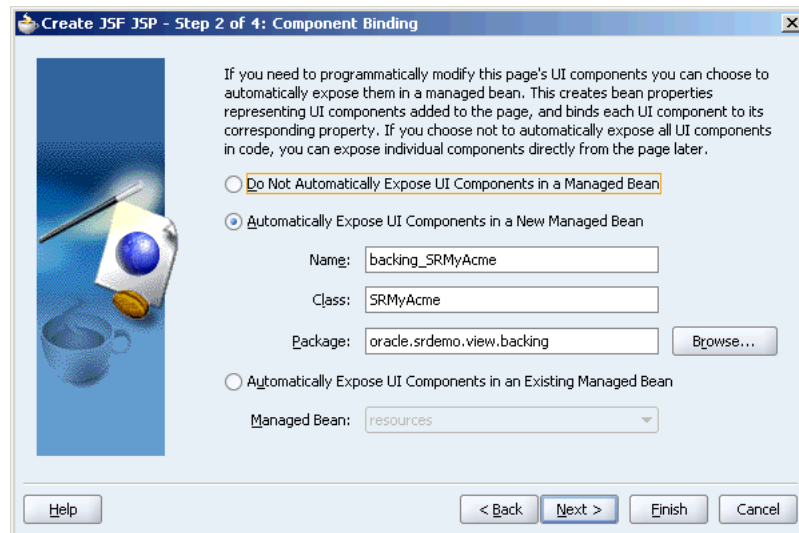 Create JSF JSP - Step 2 of 4: Component Binding
If you need to programmatically modify this page's UI components you can choose to
automatically expose them in a managed bean. This creates bean properties
representing UI components added to the page, and binds each UI component to its
corresponding property. If you choose not to automatically expose all UI components
in code, you can expose individual components directly from the page later.
Do Not Automatically Expose UI Components in a Managed Bean
Automatically Expose UI Components in a New Managed Bean
Name: backing_SRMyAcme
Class: SRMyAcme
Package: oracle.srdemo.view.backing Browse...
Automatically Expose UI Components in an Existing Managed Bean
Managed Bean: resources
Help < Back Next > Finish Cancel